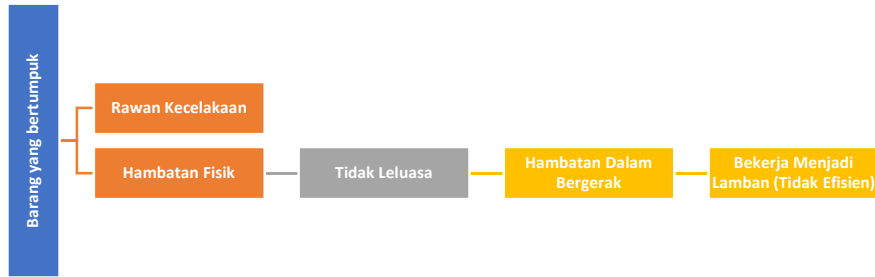 Barang yang bertumpuk
Rawan Kecelakaan
Hambatan Fisik
Tidak Leluasa
Hambatan Dalam
Bergerak
Bekerja Menjadi
Lamban (Tidak Efisien)